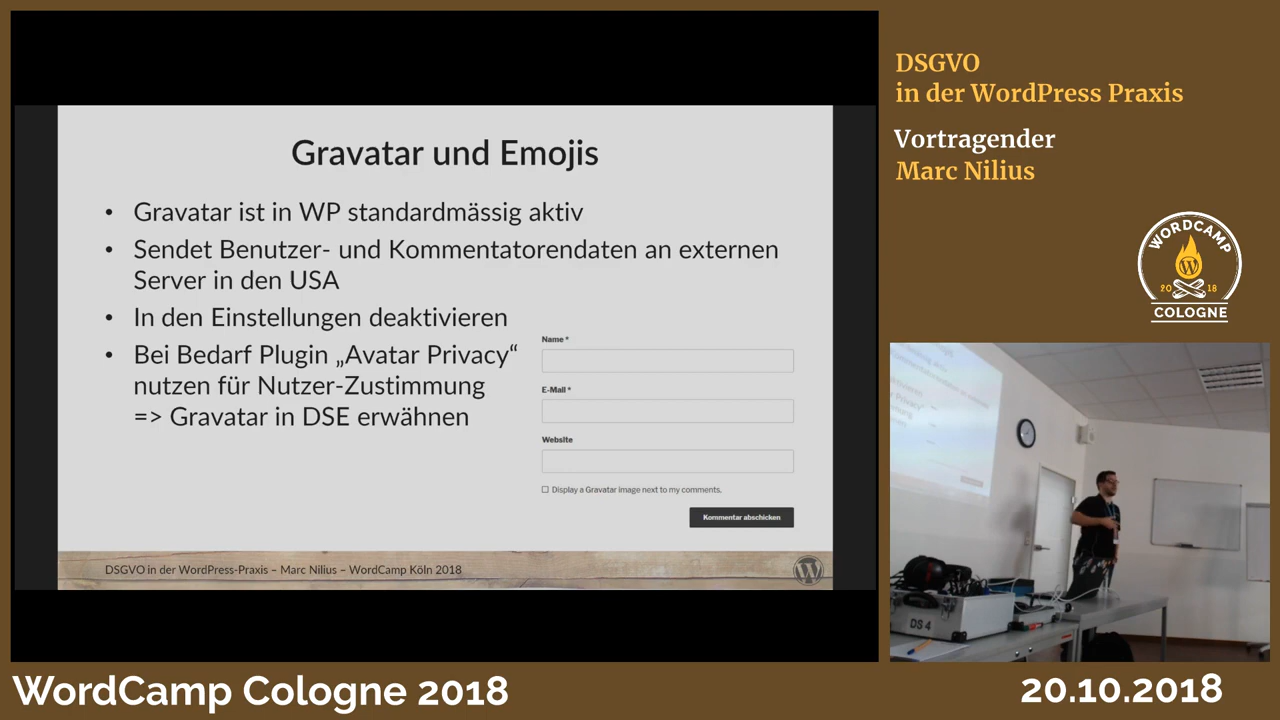 Gravatar und Emojis
• Gravatar ist in WP standardmässig aktiv
• Sendet Benutzer- und Kommentatorendaten an externen
Server in den USA
• In den Einstellungen deaktivieren
• Bei Bedarf Plugin „Avatar Privacy“
nutzen für Nutzer-Zustimmung
=> Gravatar in DSE erwähnen
Name *
E-Mail *
Website
Display a Gravatar image next to my comments.
Kommentar abschicken
DSGVO in der WordPress-Praxis – Marc Nilius – WordCamp Köln 2018
DSGVO
in der WordPress Praxis
Vortragender
Marc Nilius
WORDCAMP
2018
COLOGNE
DS 4
WordCamp Cologne 2018
20.10.2018